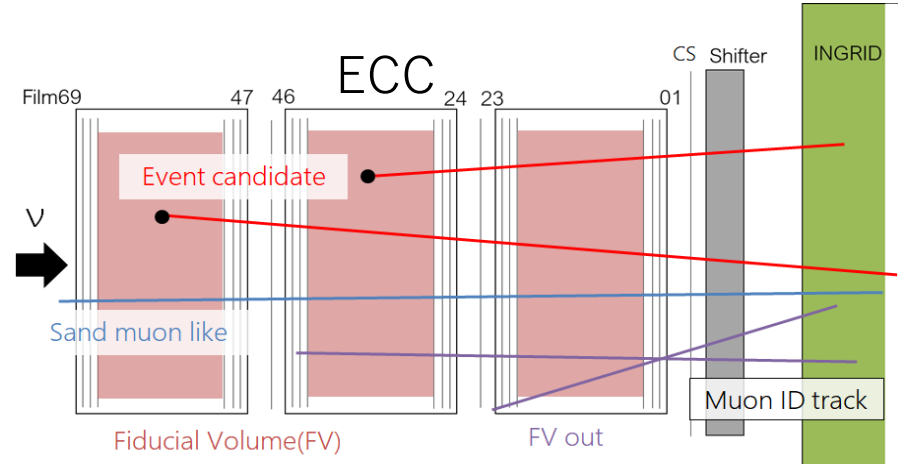 ECC
CS Shifter INGRID
Film69 47 46 24 23 01
Event candidate
ν
Sand muon like
Muon ID track
Fiducial Volume(FV)
FV out